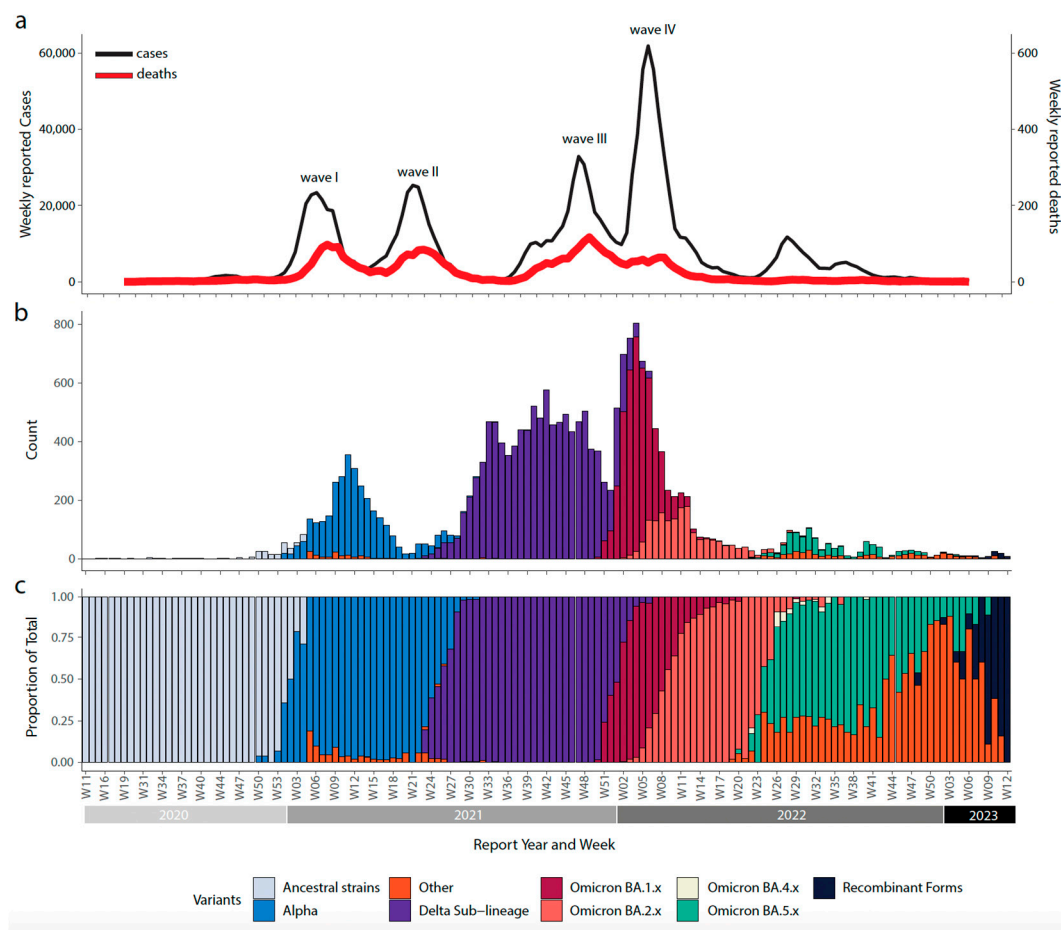 a
wave IV
cases
deaths
60,000
600
Weekly reported Cases
Weekly reported deaths
40,000
400
wave III
wave II
wave I
20,000
200
0
0
b
800
600
Count
400
200
0
c
1.00
0.75
Proportion of Total
0.50
0.25
0.00
W11 W16 W19 W31 W34 W37 W40 W44 W47 W50 W53 W03 W06 W09 W12 W15 W18 W21 W24 W27 W30 W33 W36 W39 W42 W45 W48 W51 W02 W05 W08 W11 W14 W17 W20 W23 W26 W29 W32 W35 W38 W41 W44 W47 W50 W03 W06 W09 W12
2020 2021 2022 2023
Report Year and Week
Variants
Ancestral strains Other Omicron BA.1.x Omicron BA.4.x Recombinant Forms
Alpha Delta Sub−lineage Omicron BA.2.x Omicron BA.5.x